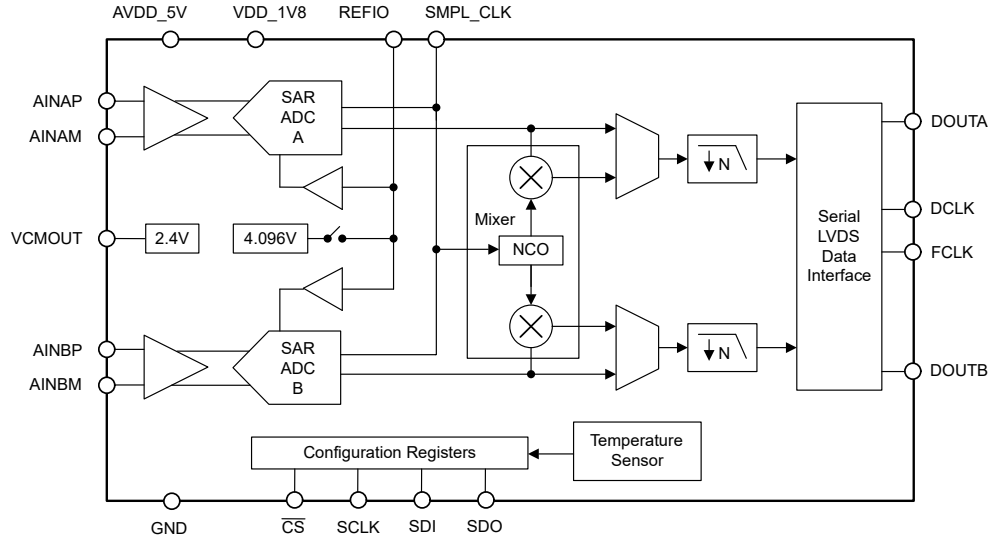 AVDD_5V
VDD_1V8
REFIO
SMPL_CLK
AINAP
AINAM
SAR
ADC
A
DOUTA
N
Mixer
VCMOUT
2.4V
4.096V
NCO
Serial
LVDS
Data
Interface
DCLK
FCLK
AINBP
AINBM
SAR
ADC
B
N
DOUTB
Configuration Registers
Temperature
Sensor
GND
C̅S̅
SCLK
SDI
SDO